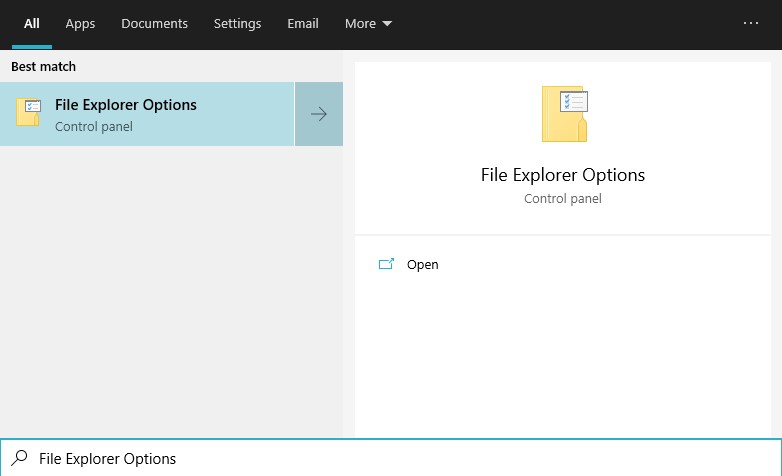 All Apps Documents Settings Email More ...
Best match
File Explorer Options
Control panel
File Explorer Options
Control panel
Open
File Explorer Options